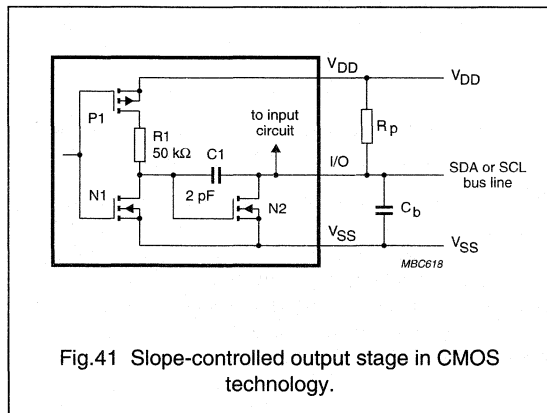 VDD
VDD
P1
to input
circuit
Rp
R1
50 kΩ
C1
I/O
SDA or SCL
bus line
N1
2 pF
N2
Cb
VSS
VSS
MBC618
Fig.41 Slope-controlled output stage in CMOS
technology.